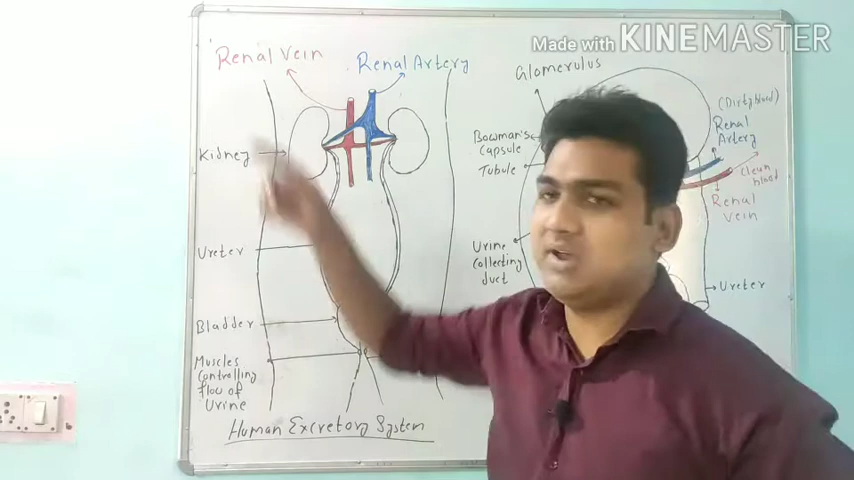 Made with KINEMASTER
Renal Vein
Renal Artery
Kidney
Ureter
Bladder
Muscles
Controlling
flow of
Urine
Human Excretory System
Glomerulus
Bowman's
Capsule
Tubule
Urine
Collecting
duct
(Dirty blood)
Renal
Artery
Clean
blood
Renal
Vein
Ureter